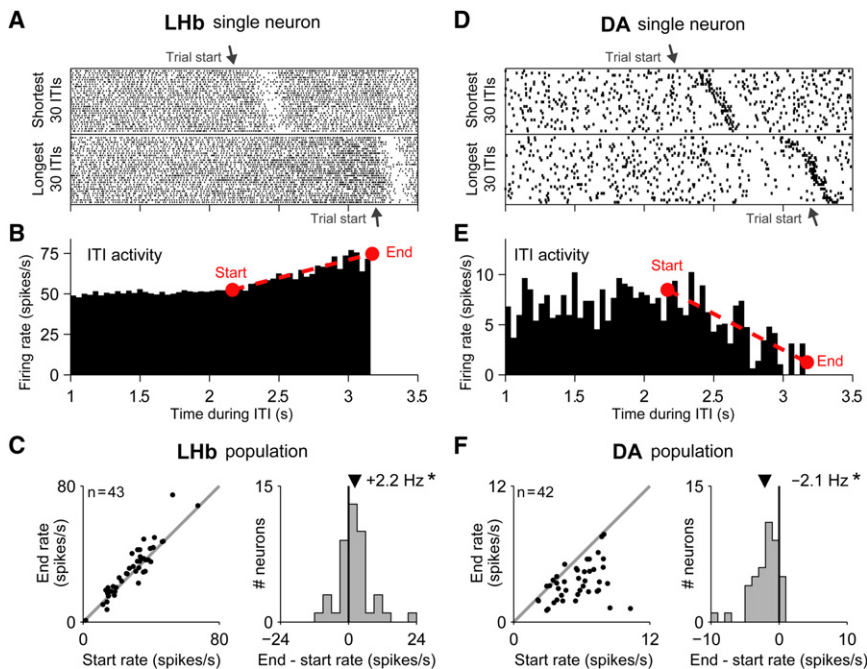 A
LHb single neuron
Trial start
Shortest
30 ITIs
Longest
30 ITIs
Trial start
B
ITI activity
Start
End
Firing rate (spikes/s)
75
50
25
0
1 1.5 2 2.5 3 3.5
Time during ITI (s)
C
LHb population
n=43
80
0
End rate
(spikes/s)
0 80
Start rate (spikes/s)
+2.2 Hz *
15
0
# neurons
−24 0 24
End - start rate (spikes/s)
D
DA single neuron
Trial start
Shortest
30 ITIs
Longest
30 ITIs
Trial start
E
Start
End
Firing rate (spikes/s)
10
5
0
1 1.5 2 2.5 3 3.5
Time during ITI (s)
F
DA population
n=42
12
0
End rate
(spikes/s)
0 12
Start rate (spikes/s)
−2.1 Hz *
15
0
# neurons
−10 0 10
End - start rate (spikes/s)